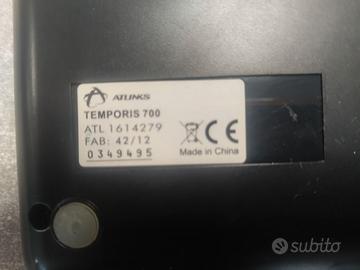 ATLINKS
TEMPORIS 700
ATL 1614279
FAB: 42/12
0349495
CE
Made in China
subito